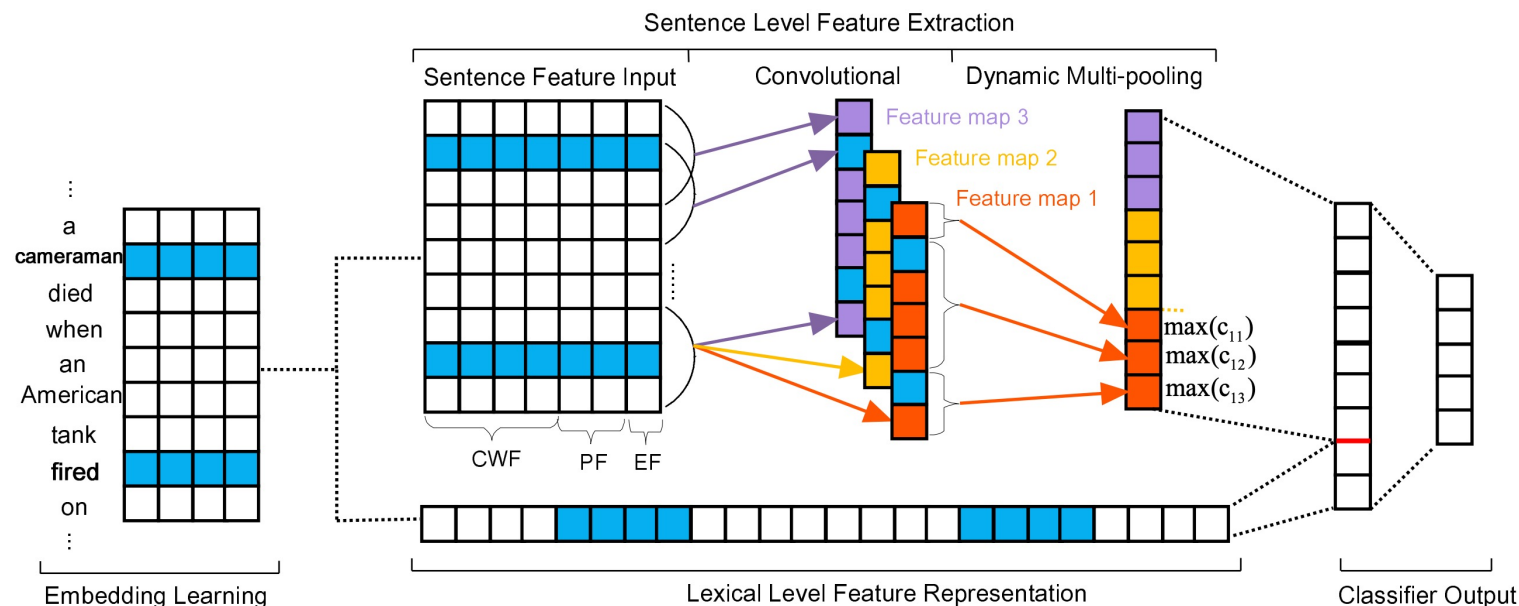 Sentence Level Feature Extraction
Sentence Feature Input
Convolutional
Dynamic Multi-pooling
Feature map 3
Feature map 2
Feature map 1
⋮
a
cameraman
died
when
an
American
tank
fired
on
⋮
max(c₁₁)
max(c₁₂)
max(c₁₃)
CWF
PF
EF
Embedding Learning
Lexical Level Feature Representation
Classifier Output